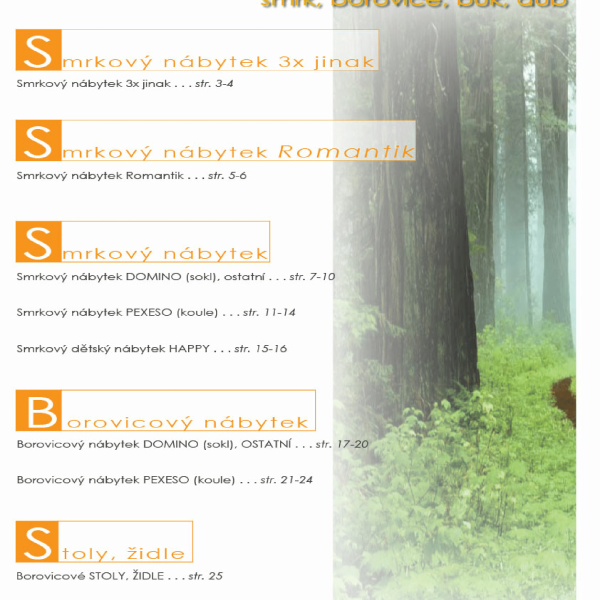 smrk, borovice, buk, dub
Smrkový nábytek 3x jinak
Smrkový nábytek 3x jinak . . . str. 3-4
Smrkový nábytek Romantik
Smrkový nábytek Romantik . . . str. 5-6
Smrkový nábytek
Smrkový nábytek DOMINO (sokl), ostatní . . . str. 7-10
Smrkový nábytek PEXESO (koule) . . . str. 11-14
Smrkový dětský nábytek HAPPY . . . str. 15-16
Borovicový nábytek
Borovicový nábytek DOMINO (sokl), OSTATNÍ . . . str. 17-20
Borovicový nábytek PEXESO (koule) . . . str. 21-24
Stoly, židle
Borovicové STOLY, ŽIDLE . . . str. 25